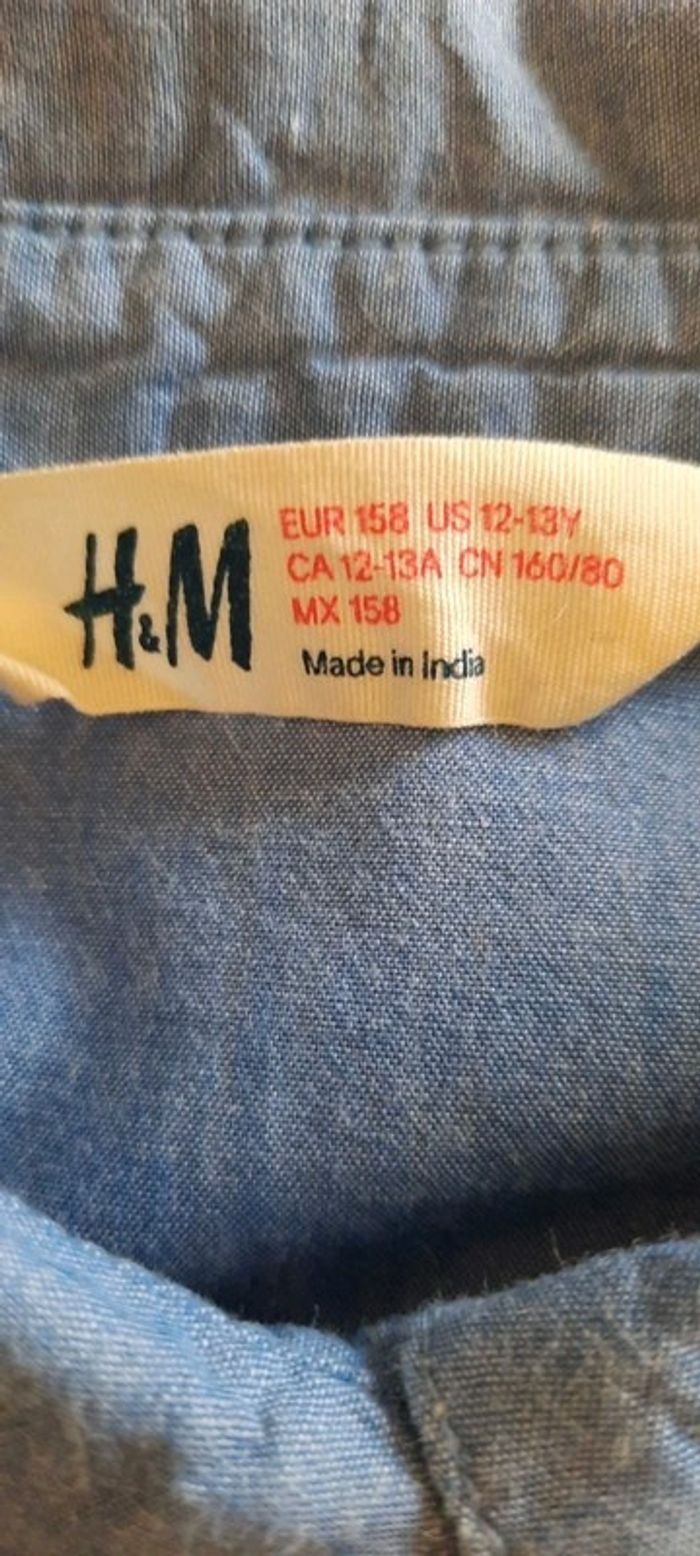 H&M
EUR 158 US 12-13Y
CA 12-13A CN 160/80
MX 158
Made in India